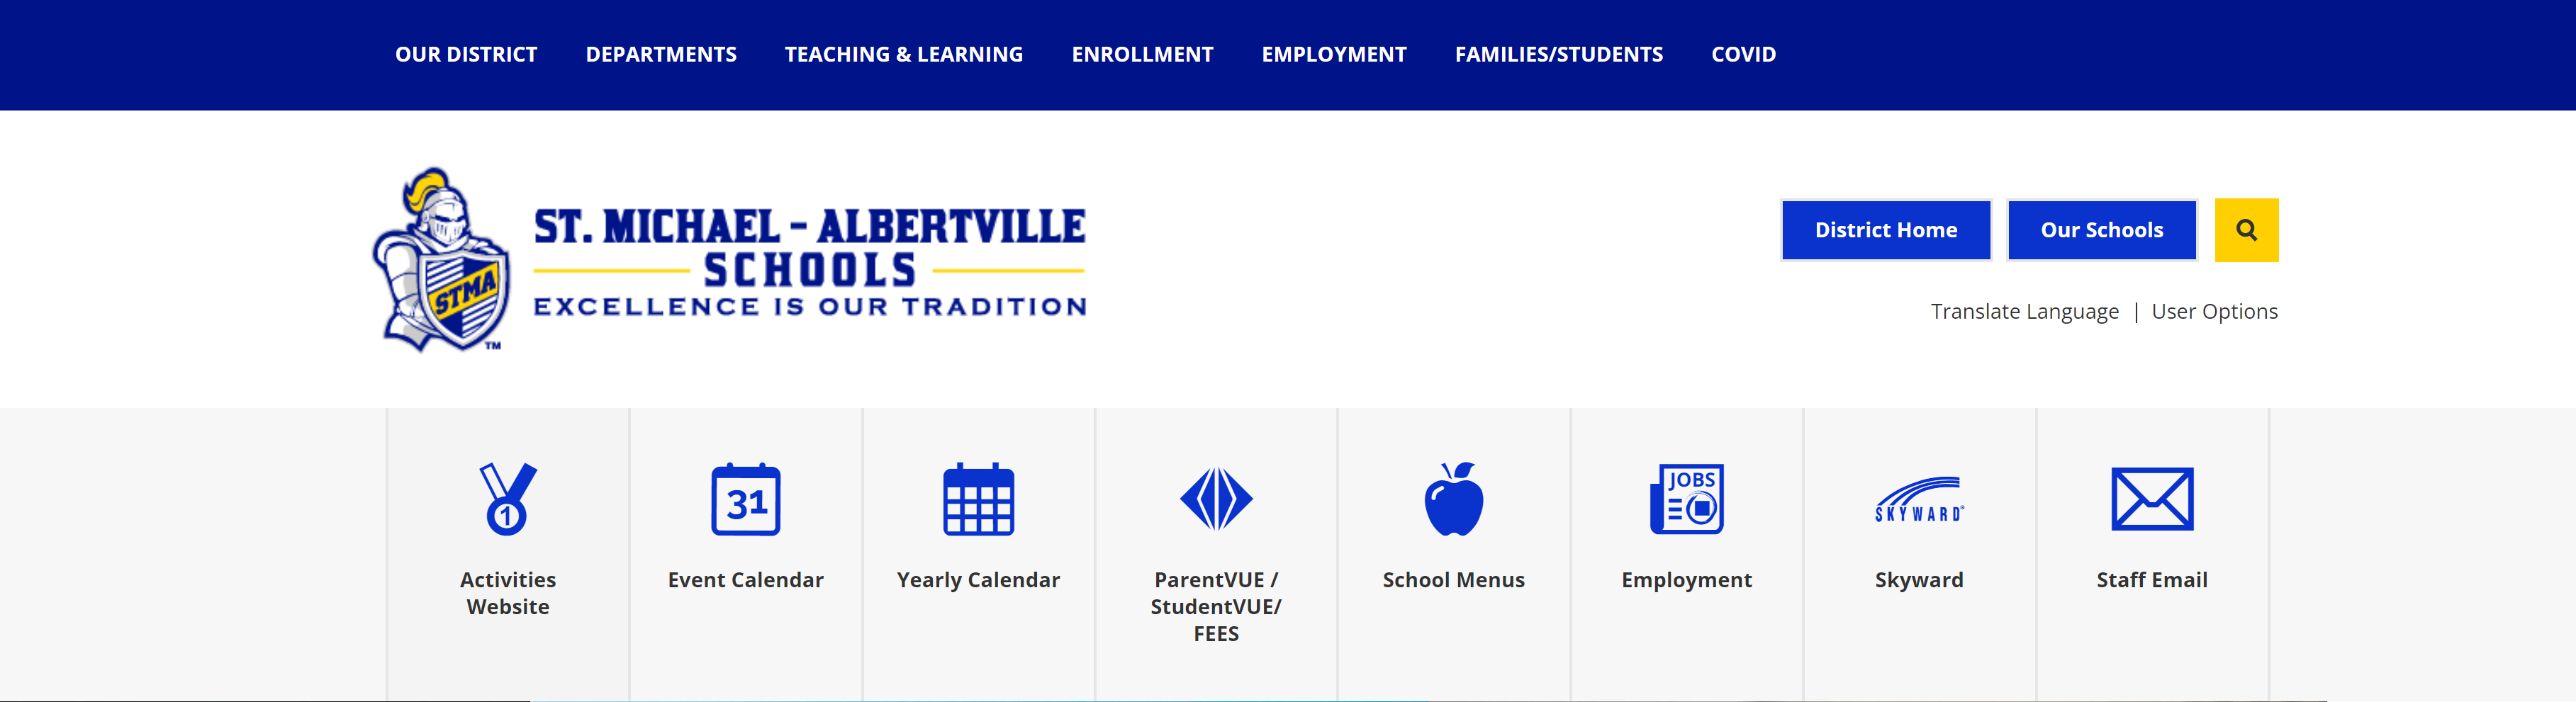 OUR DISTRICT DEPARTMENTS TEACHING & LEARNING ENROLLMENT EMPLOYMENT FAMILIES/STUDENTS COVID
STMA
TM
ST. MICHAEL - ALBERTVILLE
SCHOOLS
EXCELLENCE IS OUR TRADITION
District Home
Our Schools
Translate Language | User Options
1
Activities
Website
31
Event Calendar
Yearly Calendar
ParentVUE /
StudentVUE/
FEES
School Menus
JOBS
Employment
SKYWARD®
Skyward
Staff Email